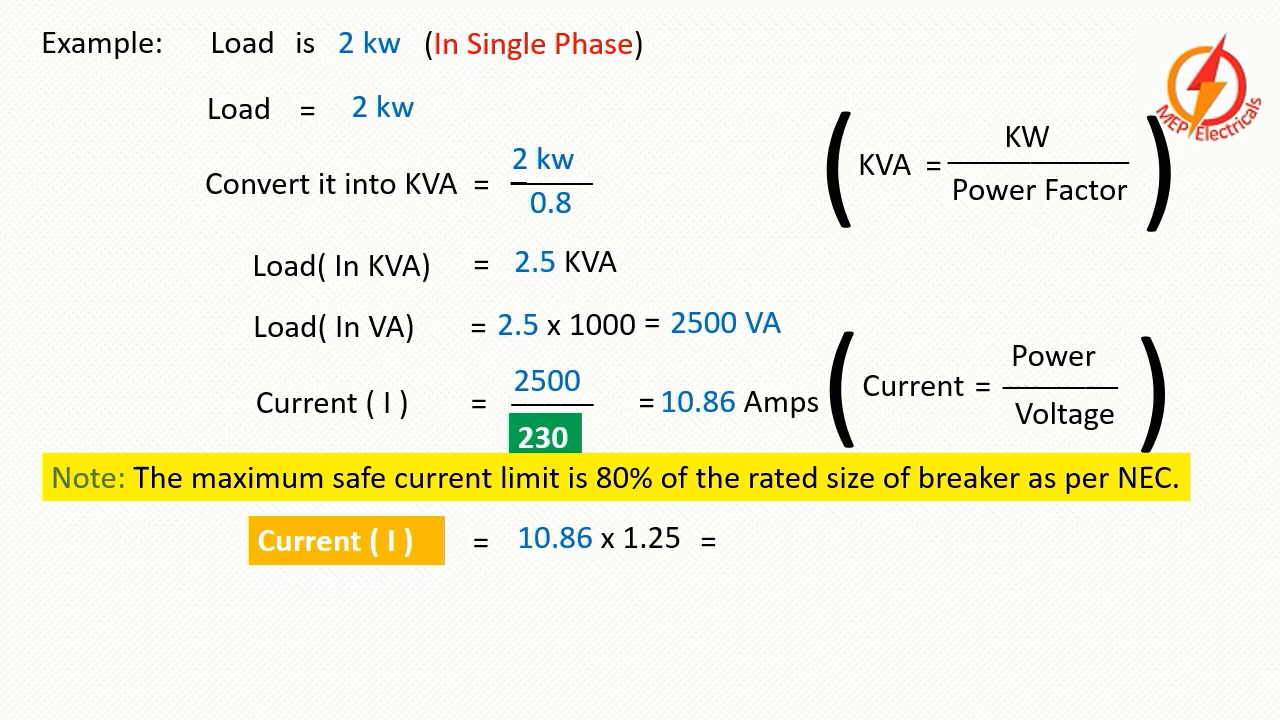 Example: Load is 2 kw (In Single Phase)
Load = 2 kw
MEP Electricals
Convert it into KVA = 2 kw
0.8
( KVA = KW
Power Factor )
Load( In KVA) = 2.5 KVA
Load( In VA) = 2.5 x 1000 = 2500 VA
Current ( I ) = 2500
230
= 10.86 Amps
( Current = Power
Voltage )
Note: The maximum safe current limit is 80% of the rated size of breaker as per NEC.
Current ( I ) = 10.86 x 1.25 =